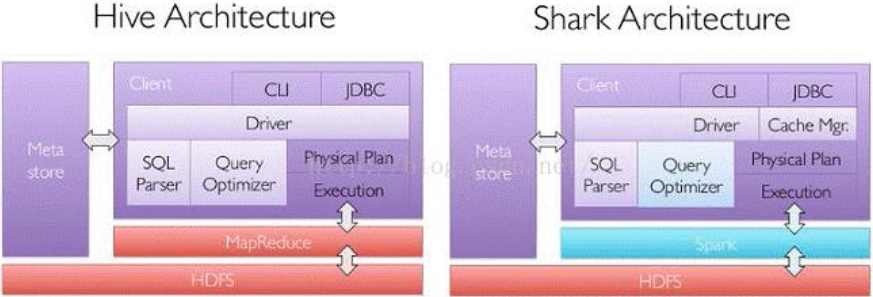 Hive Architecture
Client
CLI
JDBC
Driver
Meta
store
SQL
Parser
Query
Optimizer
Physical Plan
Execution
MapReduce
HDFS
Shark Architecture
Client
CLI
JDBC
Driver
Cache Mgr.
Meta
store
SQL
Parser
Query
Optimizer
Physical Plan
Execution
Spark
HDFS